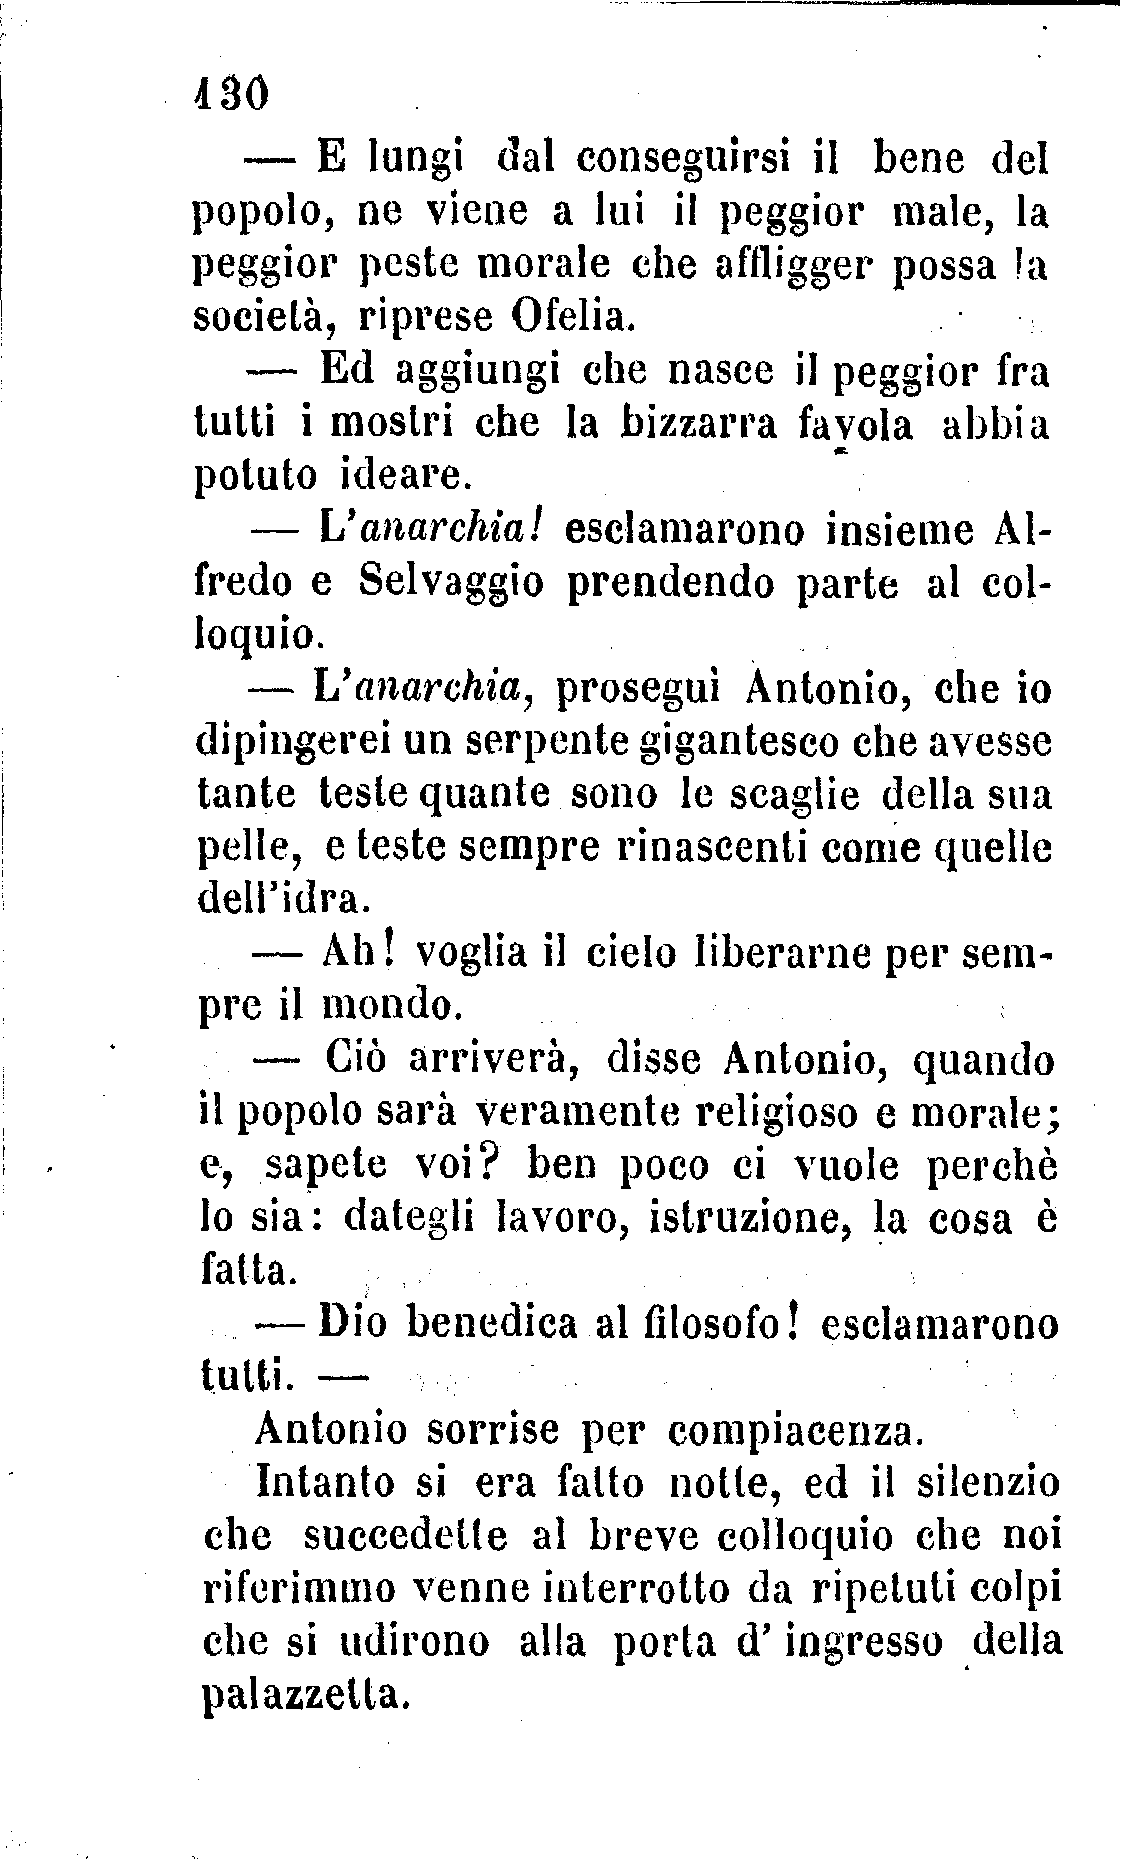 130
— E lungi dal conseguirsi il bene del
popolo, ne viene a lui il peggior male, la
peggior peste morale che affligger possa la
società, riprese Ofelia.
— Ed aggiungi che nasce il peggior fra
tutti i mostri che la bizzarra favola abbia
potuto ideare.
— L'anarchia! esclamarono insieme Al-
fredo e Selvaggio prendendo parte al col-
loquio.
— L'anarchia, proseguì Antonio, che io
dipingerei un serpente gigantesco che avesse
tante teste quante sono le scaglie della sua
pelle, e teste sempre rinascenti come quelle
dell'idra.
— Ah! voglia il cielo liberarne per sem-
pre il mondo.
— Ciò arriverà, disse Antonio, quando
il popolo sarà veramente religioso e morale;
e, sapete voi? ben poco ci vuole perchè
lo sia: dategli lavoro, istruzione, la cosa è
fatta.
— Dio benedica al filosofo! esclamarono
tutti. —
Antonio sorrise per compiacenza.
Intanto si era fatto notte, ed il silenzio
che succedette al breve colloquio che noi
riferimmo venne interrotto da ripetuti colpi
che si udirono alla porta d' ingresso della
palazzetta.